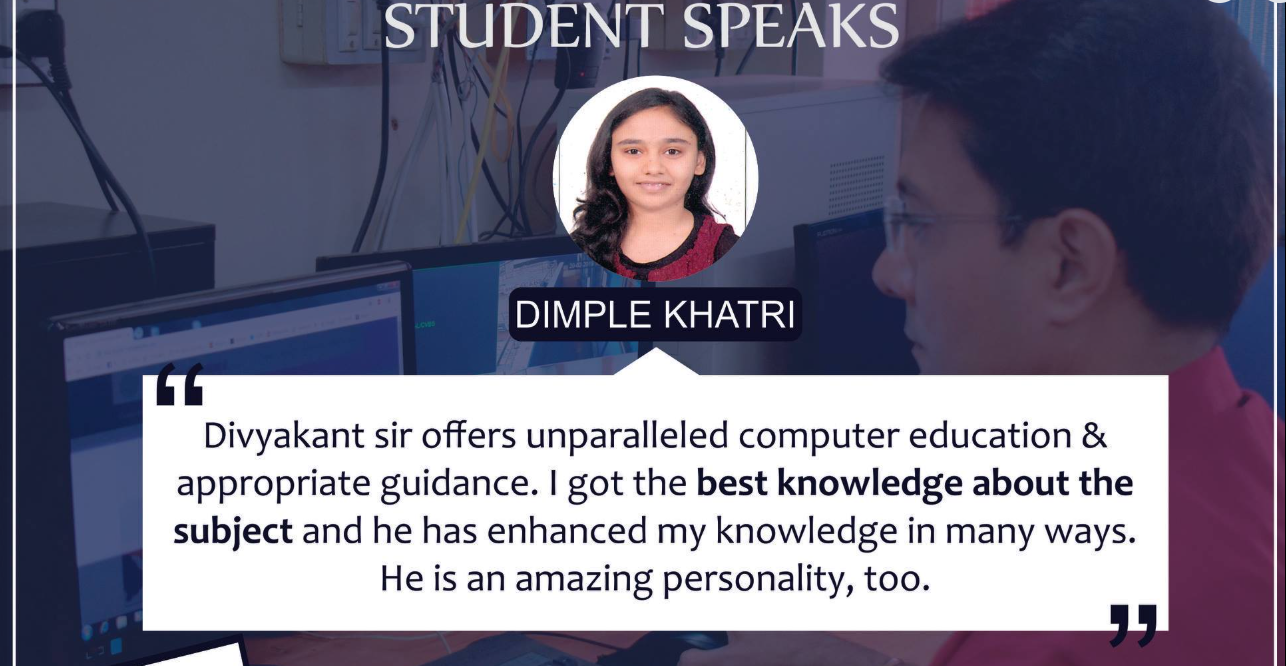 STUDENT SPEAKS
DIMPLE KHATRI
“
Divyakant sir offers unparalleled computer education &
appropriate guidance. I got the best knowledge about the
subject and he has enhanced my knowledge in many ways.
He is an amazing personality, too.
”